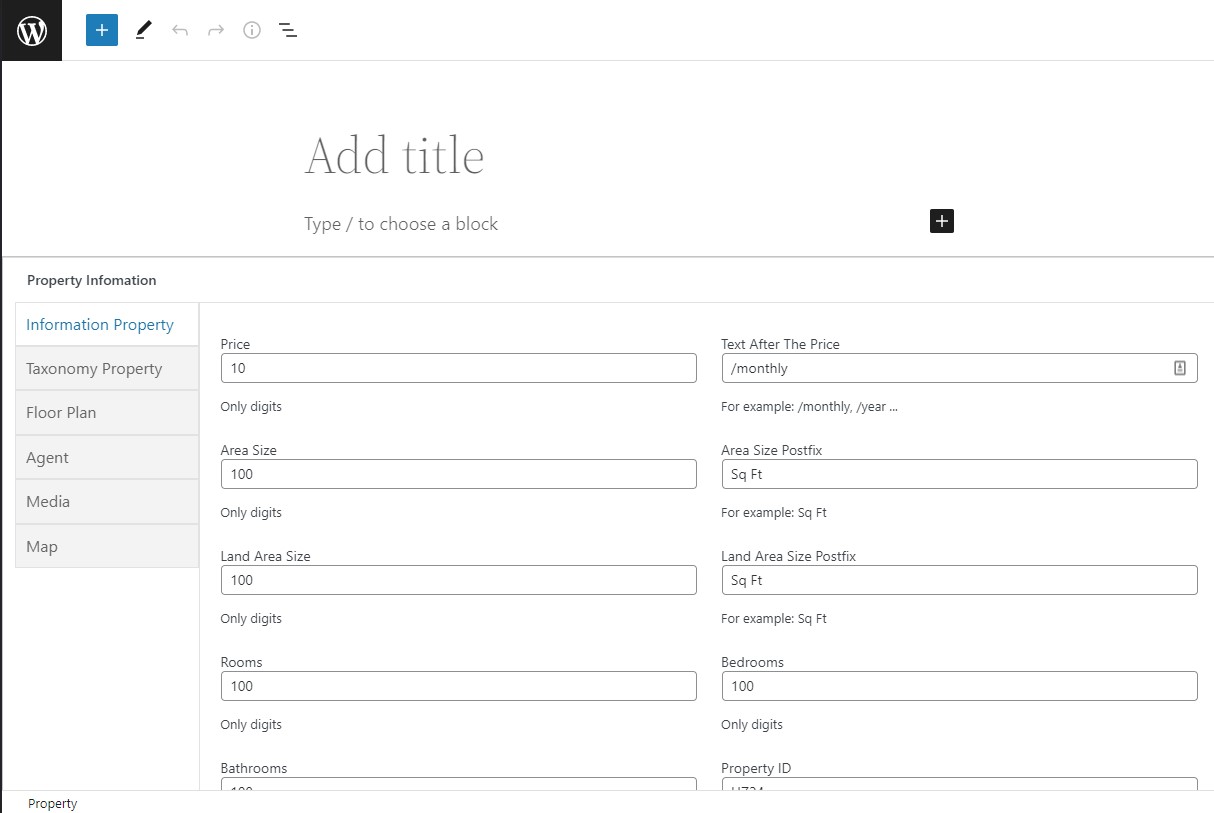 Add title
Type / to choose a block
Property Infomation
Information Property
Taxonomy Property
Floor Plan
Agent
Media
Map
Price
Text After The Price
10
/monthly
Only digits
For example: /monthly, /year ...
Area Size
Area Size Postfix
100
Sq Ft
Only digits
For example: Sq Ft
Land Area Size
Land Area Size Postfix
100
Sq Ft
Only digits
For example: Sq Ft
Rooms
Bedrooms
100
100
Only digits
Only digits
Bathrooms
Property ID
100
Property